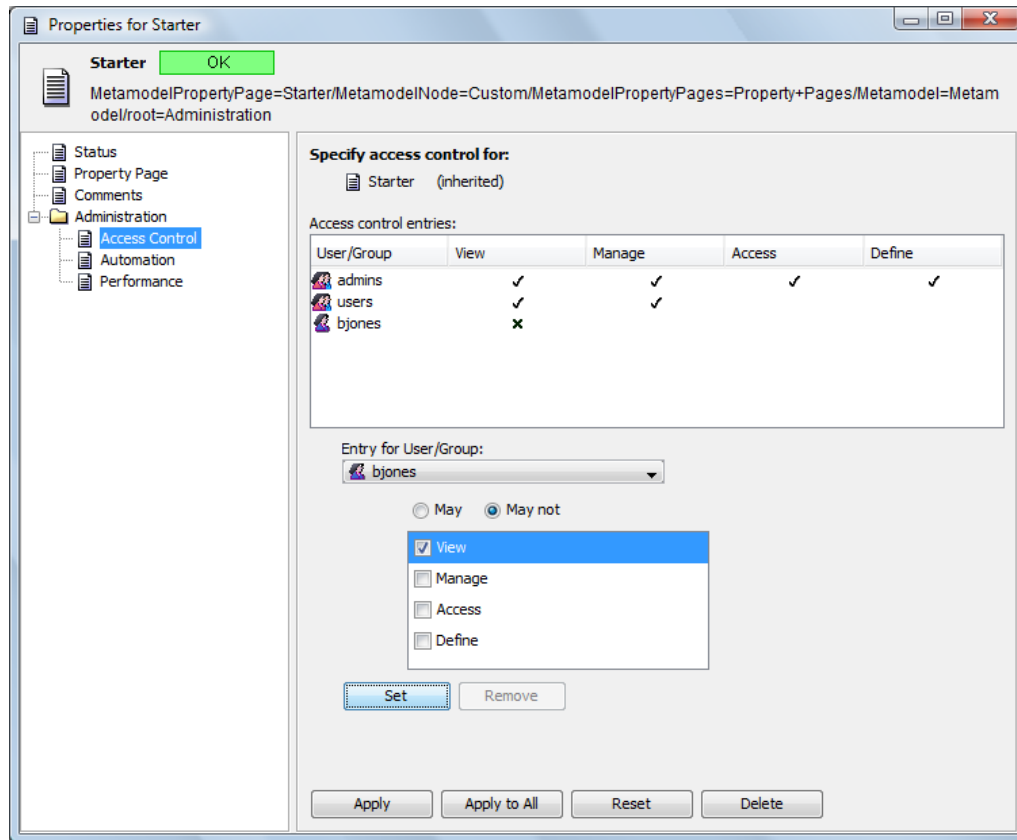 Properties for Starter
Starter OK
MetamodelPropertyPage=Starter/MetamodelNode=Custom/MetamodelPropertyPages=Property+Pages/Metamodel=Metam
odel/root=Administration
Status
Property Page
Comments
Administration
Access Control
Automation
Performance
Specify access control for:
Starter (inherited)
Access control entries:
User/Group View Manage Access Define
admins ✓ ✓ ✓ ✓
users ✓ ✓
bjones ✗
Entry for User/Group:
bjones
May May not
View
Manage
Access
Define
Set Remove
Apply Apply to All Reset Delete